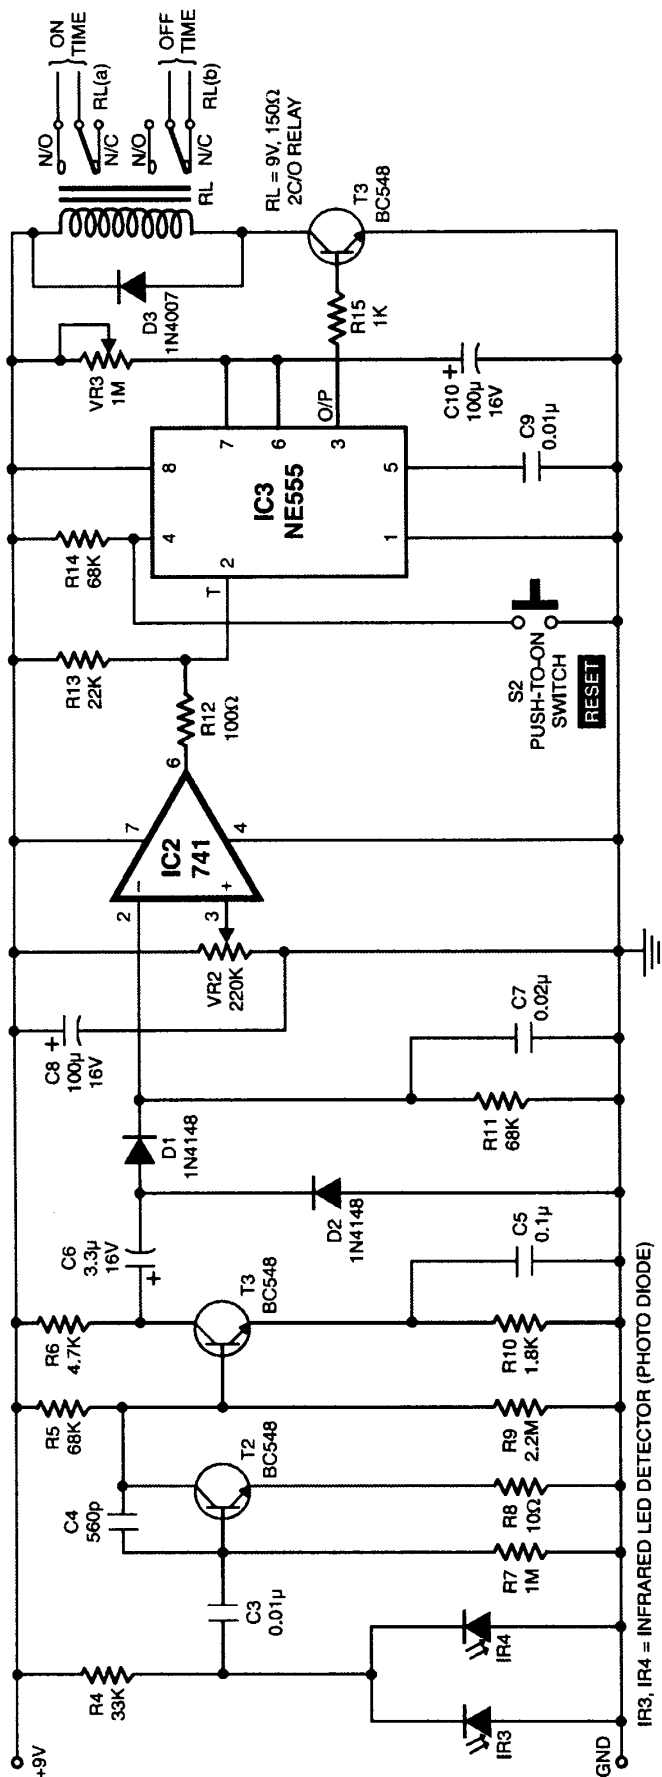 +9V
GND
R4
33K
IR3
IR4
C3
0.01µ
C4
560p
R7
1M
R8
10Ω
T2
BC548
R5
68K
R9
2.2M
R6
4.7K
T3
BC548
R10
1.8K
C5
0.1µ
C6
3.3µ
16V
+
D2
1N4148
D1
1N4148
R11
68K
C7
0.02µ
C8
100µ
16V
+
VR2
220K
2
−
3
+
IC2
741
7
4
6
R12
100Ω
R13
22K
T
2
S2
PUSH-TO-ON
SWITCH
RESET
R14
68K
4
8
IC3
NE555
1
5
7
6
3
O/P
C9
0.01µ
C10
100µ
16V
+
VR3
1M
R15
1K
D3
1N4007
T3
BC548
RL = 9V, 150Ω
2C/O RELAY
RL
N/O
N/C
RL(a)
ON
TIME
N/O
N/C
RL(b)
OFF
TIME
IR3, IR4 = INFRARED LED DETECTOR (PHOTO DIODE)